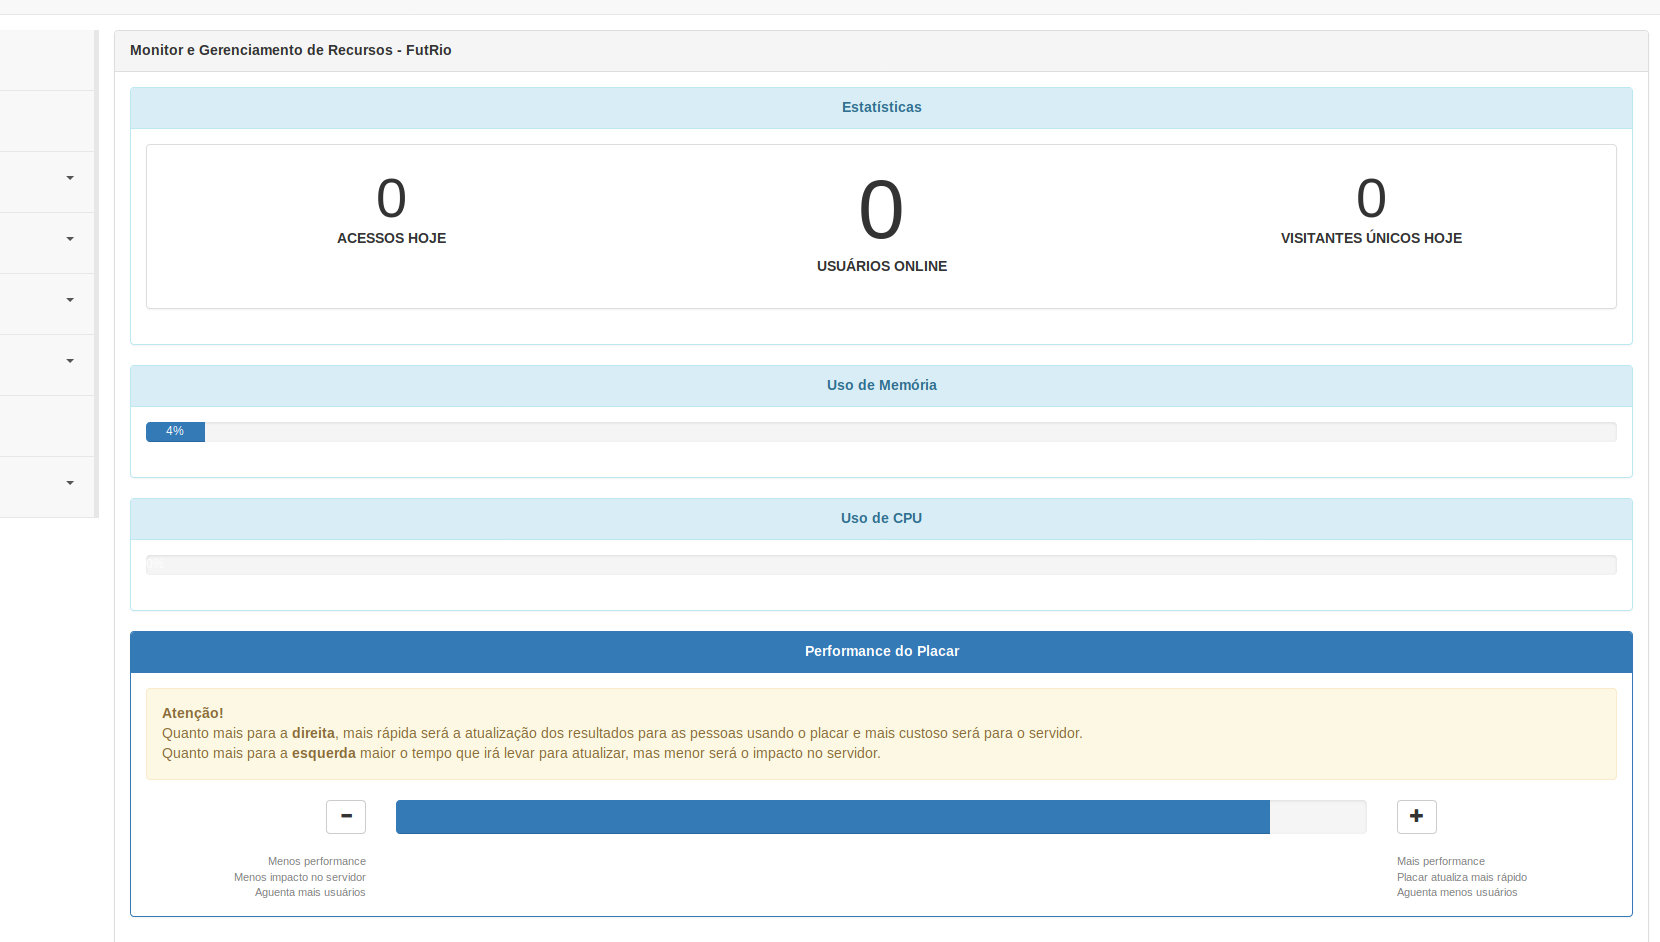 Monitor e Gerenciamento de Recursos - FutRio
Estatísticas
0
ACESSOS HOJE
0
USUÁRIOS ONLINE
0
VISITANTES ÚNICOS HOJE
Uso de Memória
4%
Uso de CPU
0%
Performance do Placar
Atenção!
Quanto mais para a direita, mais rápida será a atualização dos resultados para as pessoas usando o placar e mais custoso será para o servidor.
Quanto mais para a esquerda maior o tempo que irá levar para atualizar, mas menor será o impacto no servidor.
Menos performance
Menos impacto no servidor
Aguenta mais usuários
Mais performance
Placar atualiza mais rápido
Aguenta menos usuários